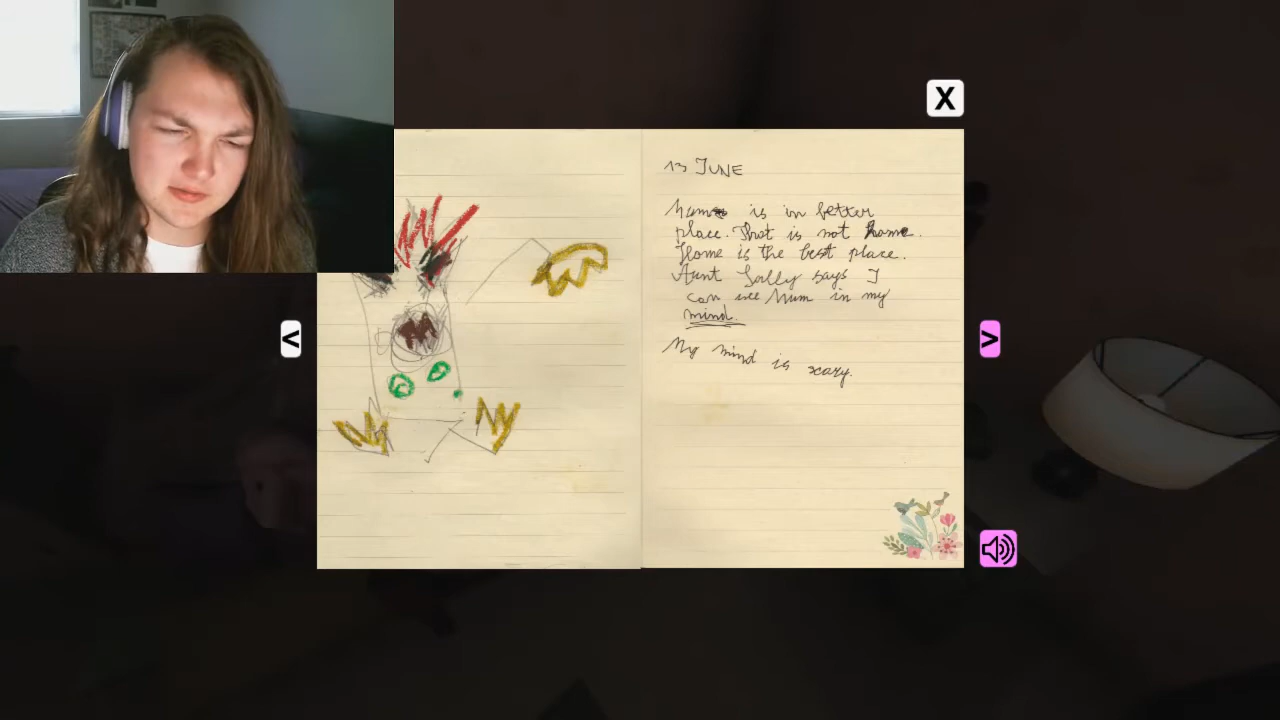 X
13 JUNE
Mum is in better
place. That is not home.
Home is the best place.
Aunt Sally says I
can see Mum in my
mind.
My mind is scary.
<
>